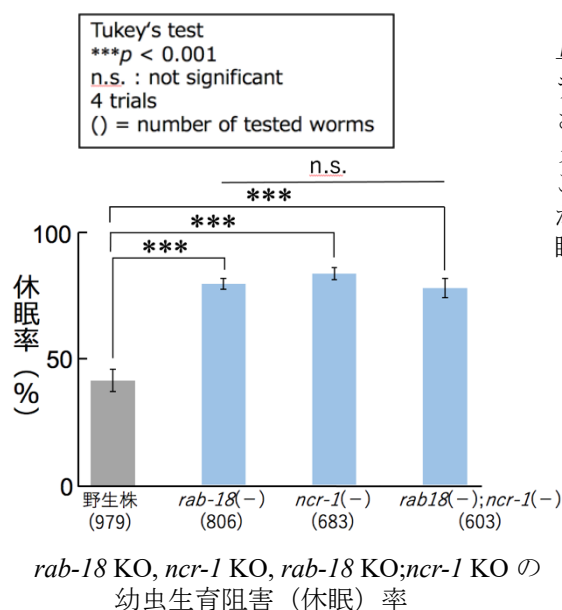 Tukey's test
***p < 0.001
n.s. : not significant
4 trials
() = number of tested worms
n.s.
***
***
***
100
50
0
休眠率（%）
野生株
(979)
rab-18(−)
(806)
ncr-1(−)
(683)
rab18(−);ncr-1(−)
(603)
rab-18 KO, ncr-1 KO, rab-18 KO;ncr-1 KO の
幼虫生育阻害（休眠）率